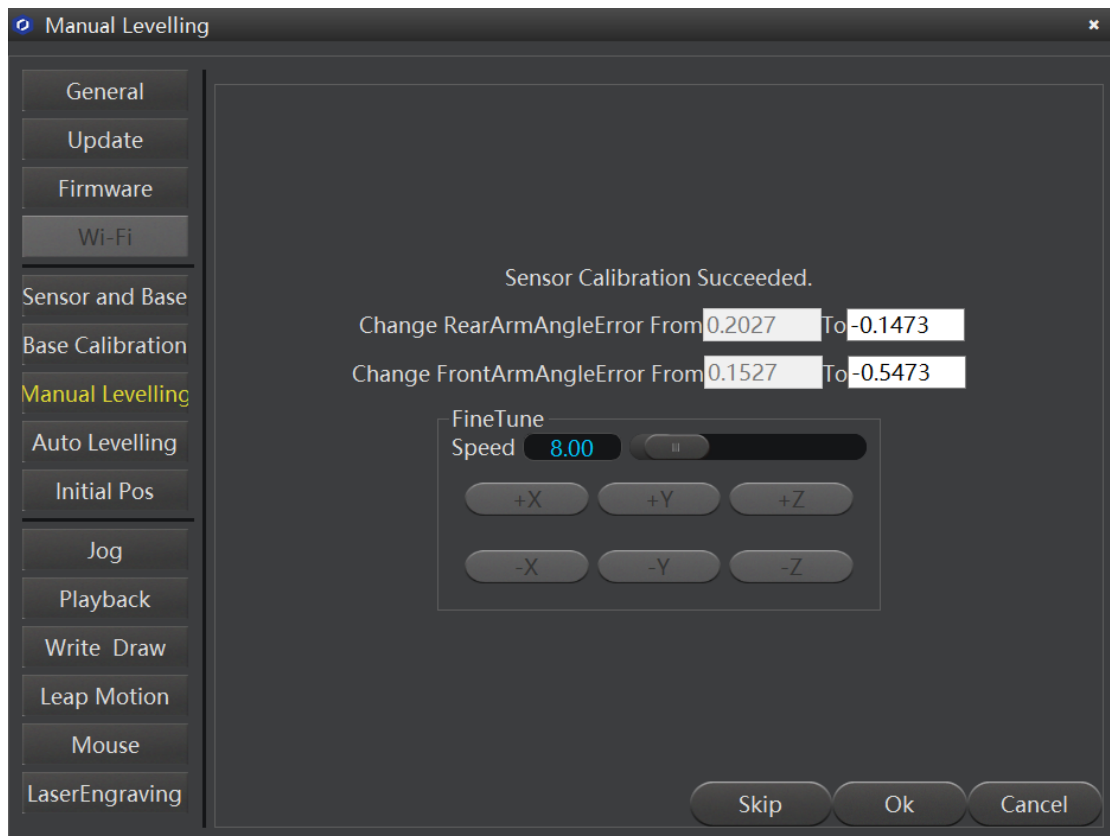 Manual Levelling
General
Update
Firmware
Wi-Fi
Sensor and Base
Base Calibration
Manual Levelling
Auto Levelling
Initial Pos
Jog
Playback
Write Draw
Leap Motion
Mouse
LaserEngraving
Sensor Calibration Succeeded.
Change RearArmAngleError From 0.2027 To -0.1473
Change FrontArmAngleError From 0.1527 To -0.5473
FineTune
Speed 8.00
+X +Y +Z
-X -Y -Z
Skip Ok Cancel